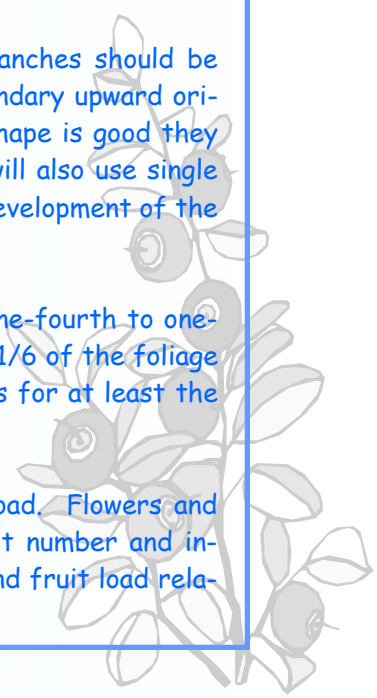 anches should be
ndary upward ori-
hape is good they
will also use single
evelopment of the
ne-fourth to one-
1/6 of the foliage
s for at least the
oad. Flowers and
t number and in-
nd fruit load rela-